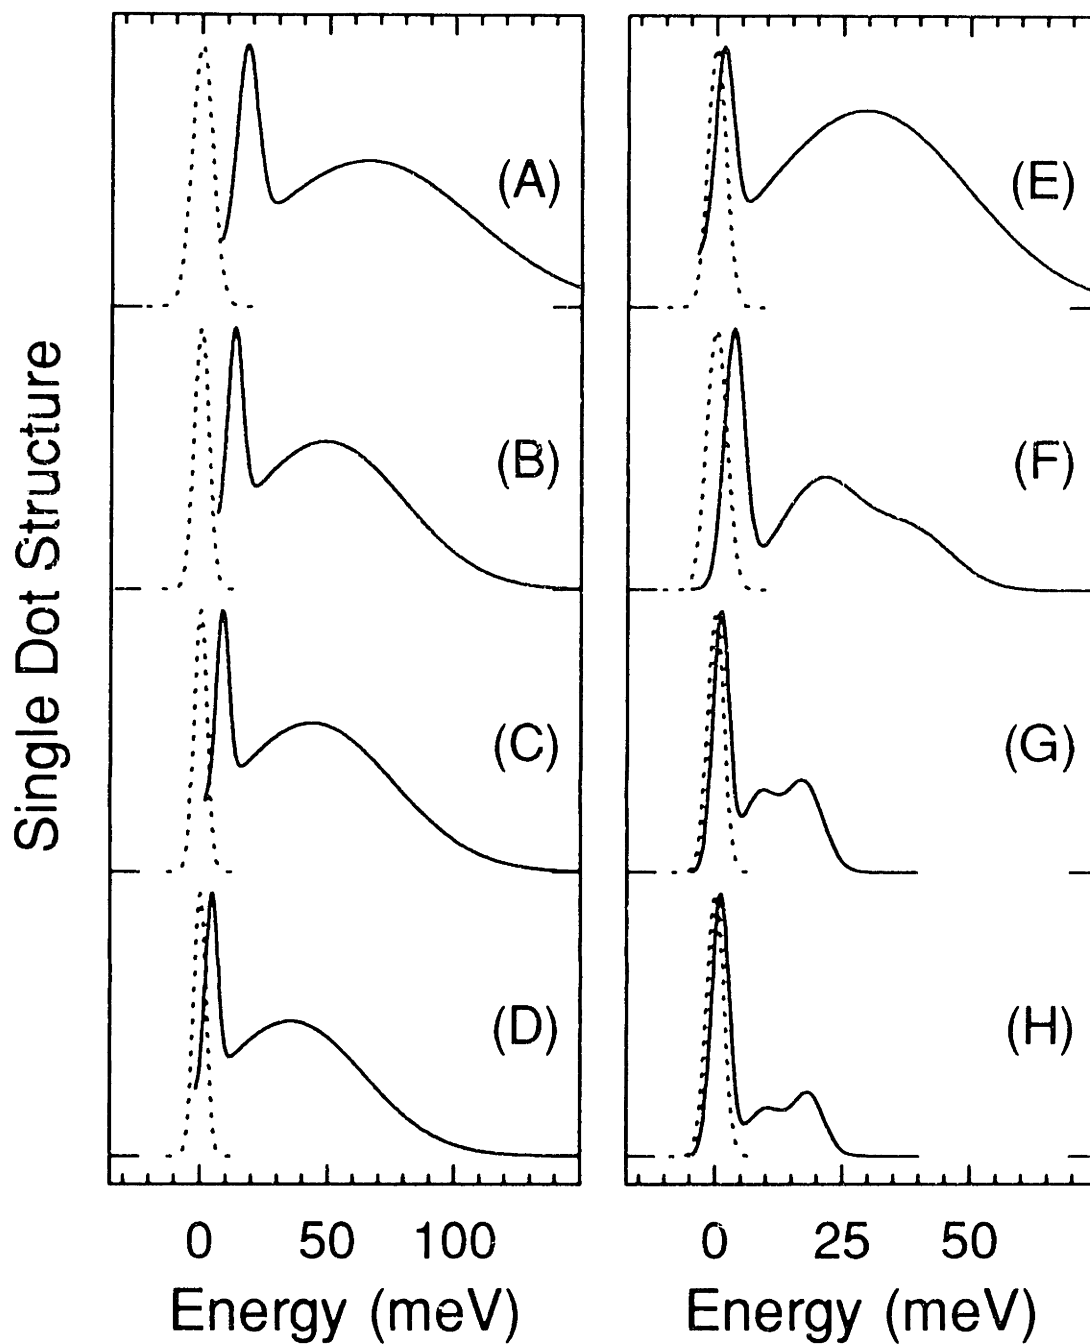 Single Dot Structure
(A)
(B)
(C)
(D)
0 50 100
Energy (meV)
(E)
(F)
(G)
(H)
0 25 50
Energy (meV)